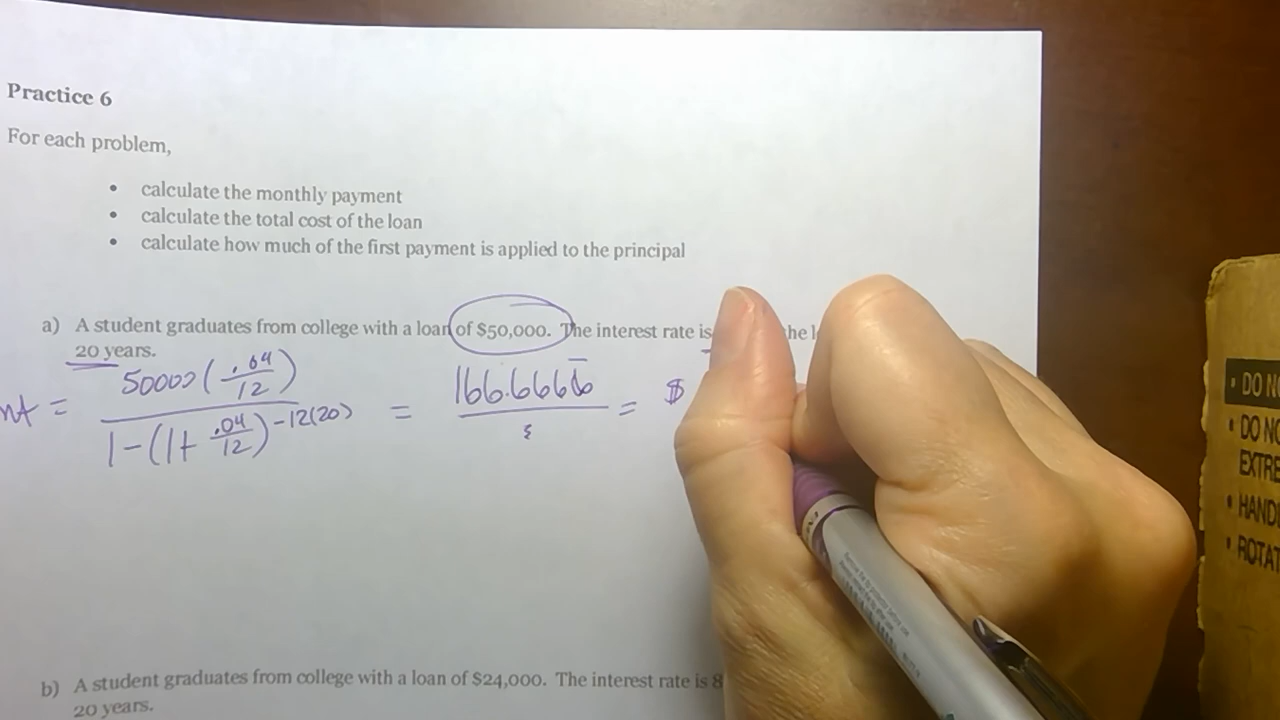 Practice 6
For each problem,
• calculate the monthly payment
• calculate the total cost of the loan
• calculate how much of the first payment is applied to the principal
a) A student graduates from college with a loan of $50,000. The interest rate is he l
20 years.
nt = 50000(.04/12) / 1-(1+ .04/12)^-12(20) = 166.6666 / = $
b) A student graduates from college with a loan of $24,000. The interest rate is 8
20 years.
• DO N
• DO NO
EXTRE
• HANDL
• ROTAT